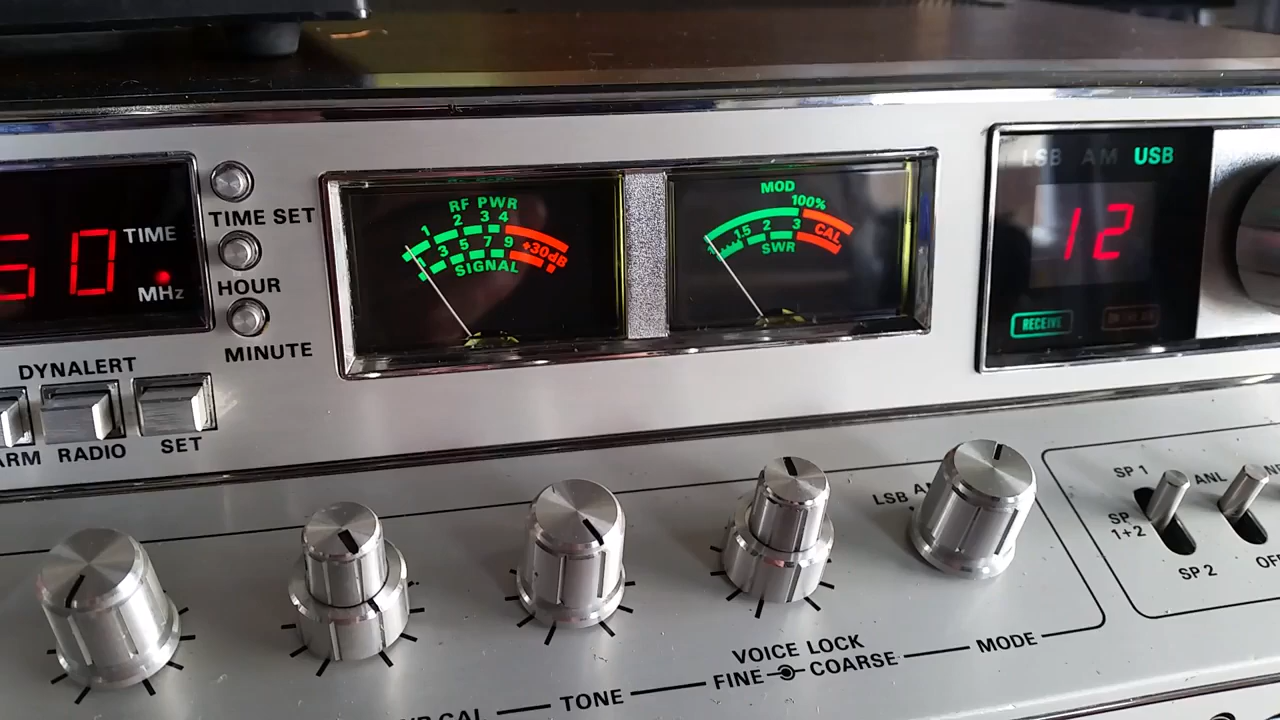 50
TIME
MHz
TIME SET
HOUR
MINUTE
DYNALERT
RADIO
SET
RF PWR
1 2 3 4
3 5 7 9 +30dB
SIGNAL
MOD
100%
1.5 2 3 CAL
SWR
LSB AM USB
12
RECEIVE
LSB
SP 1
SP
1+2
SP 2
ANL
VOICE LOCK
CAL TONE FINE COARSE MODE